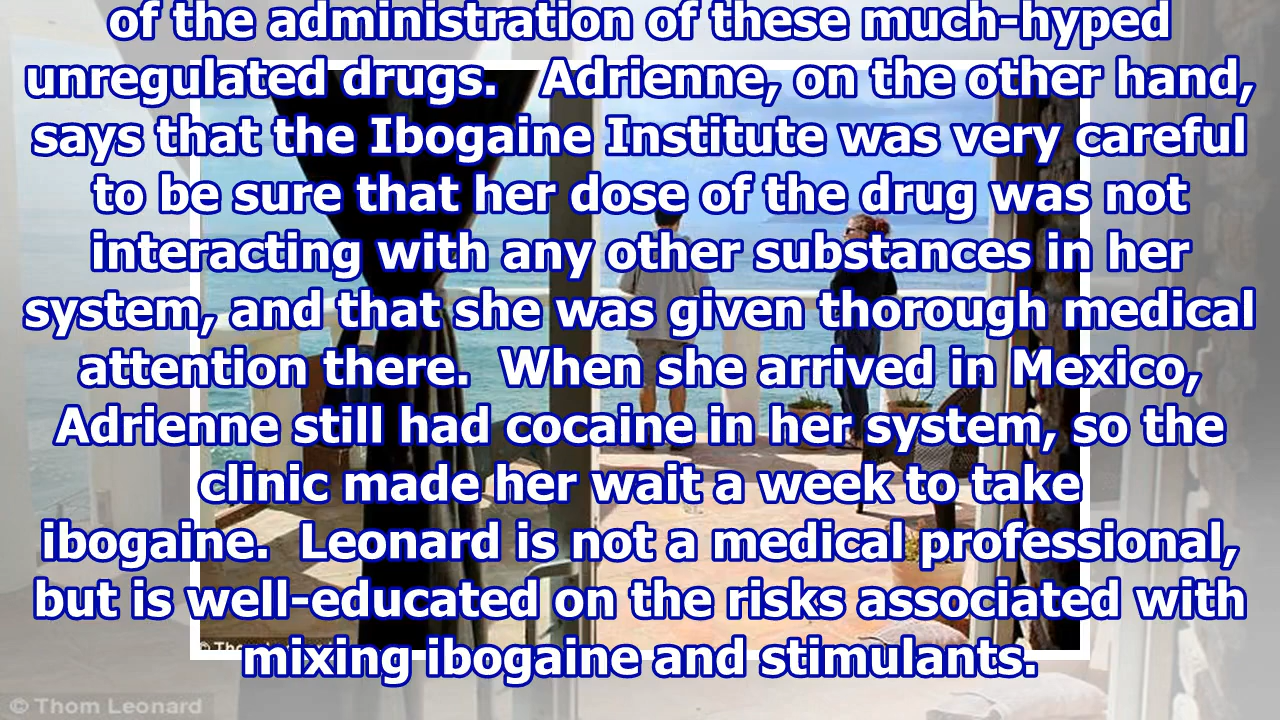 of the administration of these much-hyped
unregulated drugs. Adrienne, on the other hand,
says that the Ibogaine Institute was very careful
to be sure that her dose of the drug was not
interacting with any other substances in her
system, and that she was given thorough medical
attention there. When she arrived in Mexico,
Adrienne still had cocaine in her system, so the
clinic made her wait a week to take
ibogaine. Leonard is not a medical professional,
but is well-educated on the risks associated with
mixing ibogaine and stimulants.
© Tho
© Thom Leonard